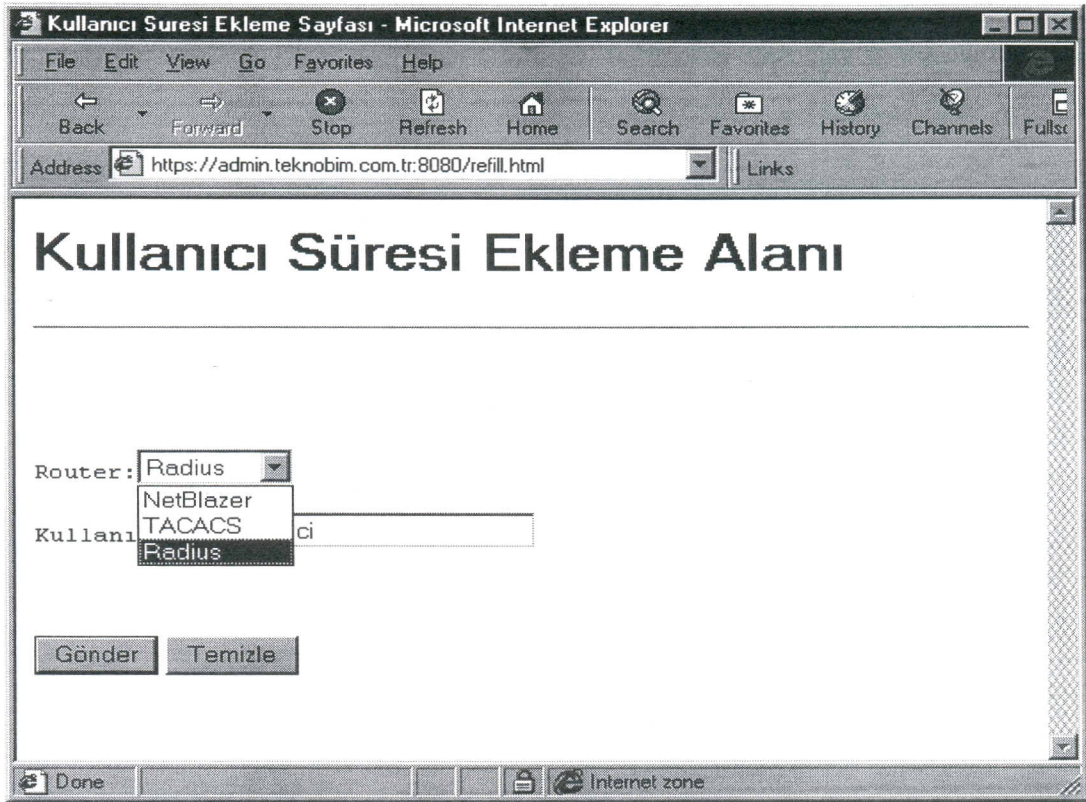 Kullanıcı Suresi Ekleme Sayfası - Microsoft Internet Explorer
File Edit View Go Favorites Help
Back Forward Stop Refresh Home Search Favorites History Channels Fullsc
Address https://admin.teknobim.com.tr:8080/refill.html Links
Kullanıcı Süresi Ekleme Alanı
Router: Radius
NetBlazer
TACACS
Kullanı ci
Radius
Gönder Temizle
Done Internet zone